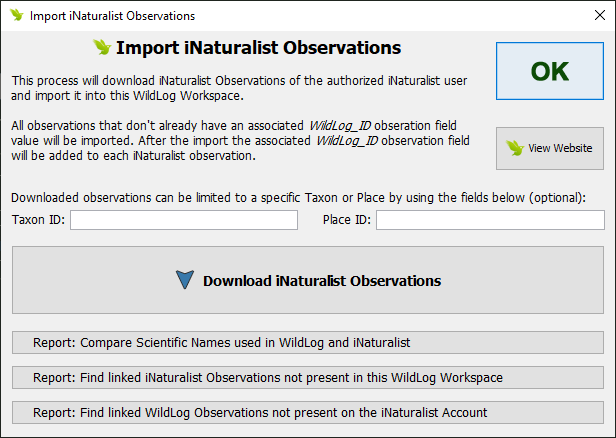 Import iNaturalist Observations
Import iNaturalist Observations
OK
This process will download iNaturalist Observations of the authorized iNaturalist user
and import it into this WildLog Workspace.
All observations that don't already have an associated WildLog_ID obseration field
value will be imported. After the import the associated WildLog_ID observation field
will be added to each iNaturalist observation.
View Website
Downloaded observations can be limited to a specific Taxon or Place by using the fields below (optional):
Taxon ID: Place ID:
Download iNaturalist Observations
Report: Compare Scientific Names used in WildLog and iNaturalist
Report: Find linked iNaturalist Observations not present in this WildLog Workspace
Report: Find linked WildLog Observations not present on the iNaturalist Account